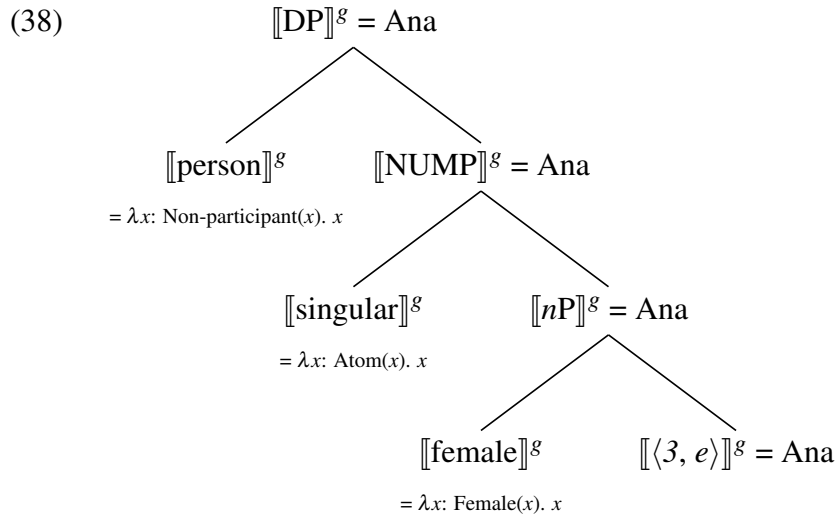 (38) ⟦DP⟧^g = Ana
⟦person⟧^g ⟦NUMP⟧^g = Ana
= λx: Non-participant(x). x
⟦singular⟧^g ⟦nP⟧^g = Ana
= λx: Atom(x). x
⟦female⟧^g ⟦⟨3, e⟩⟧^g = Ana
= λx: Female(x). x